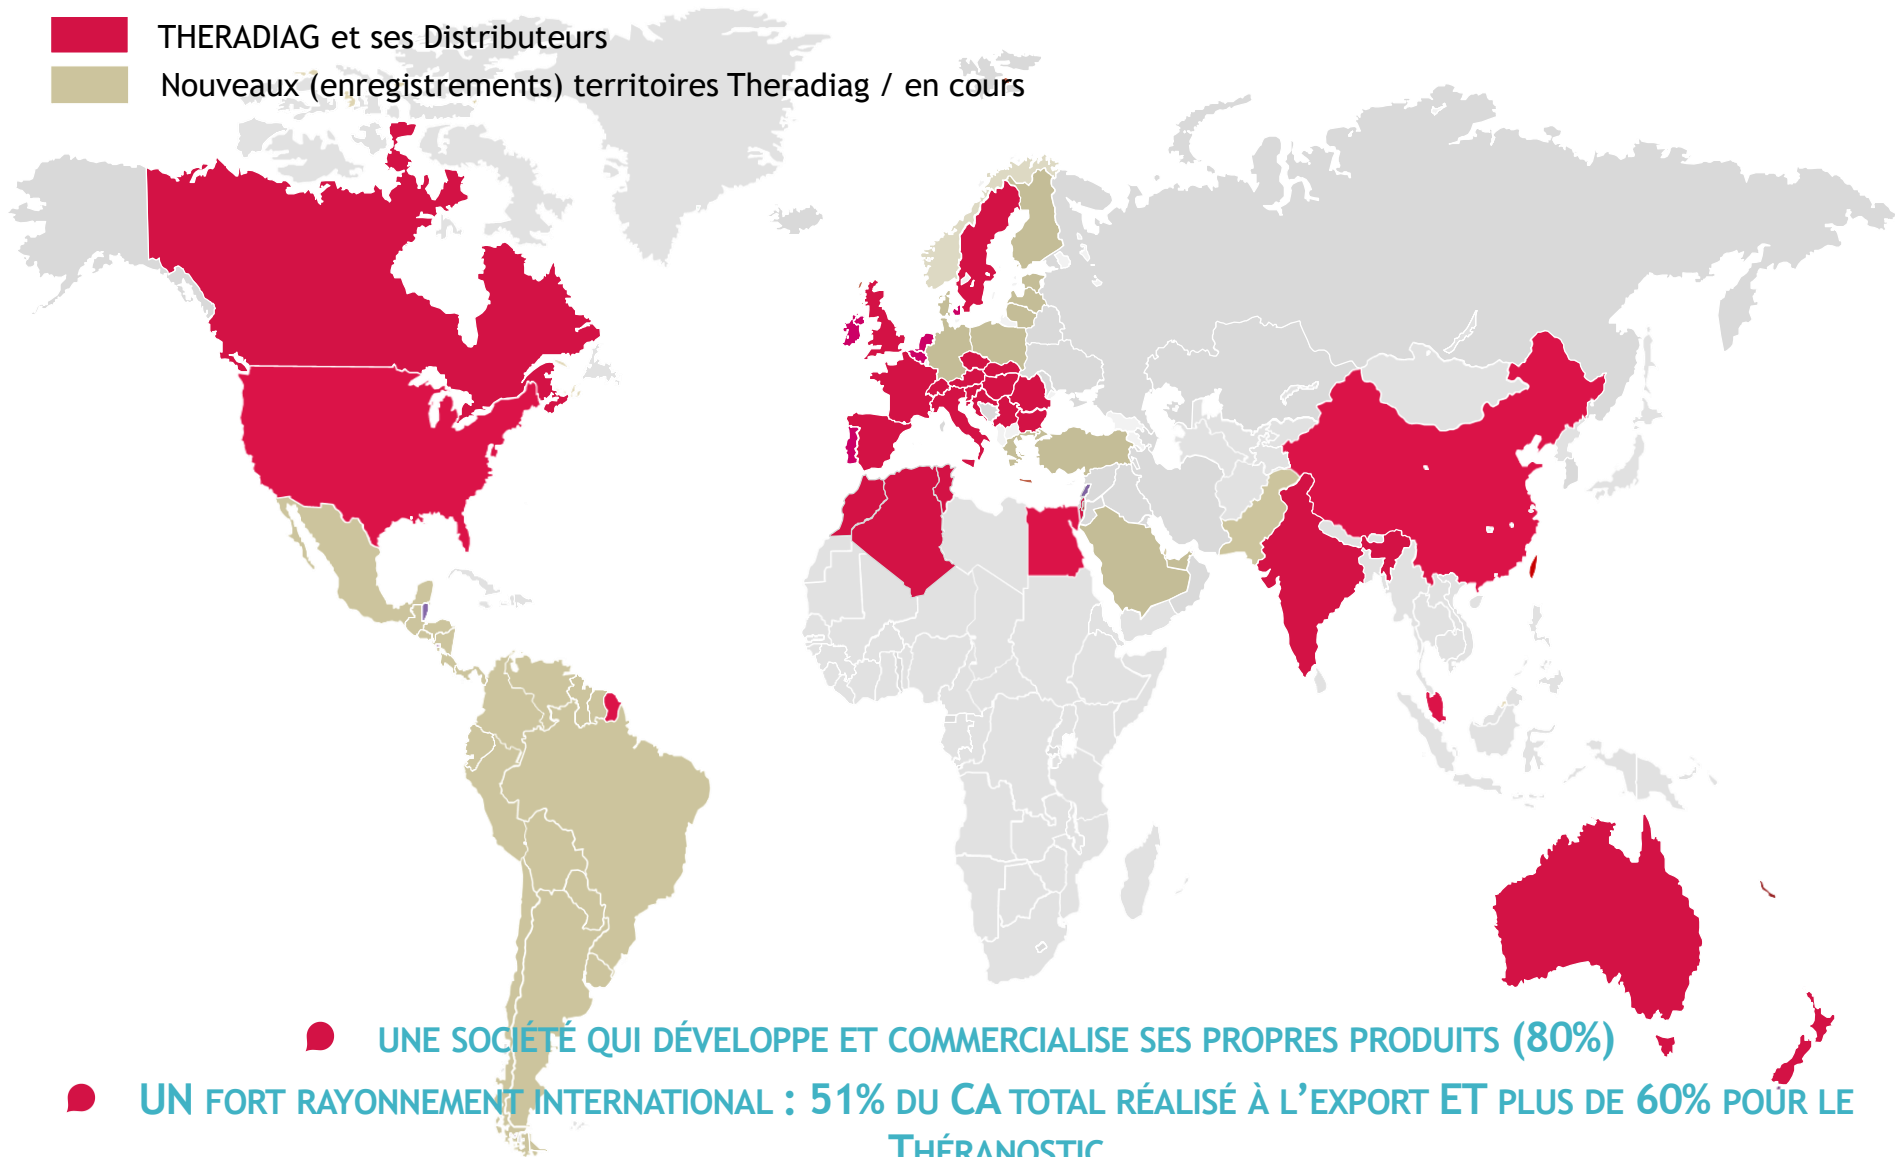 THERADIAG et ses Distributeurs
Nouveaux (enregistrements) territoires Theradiag / en cours
UNE SOCIÉTÉ QUI DÉVELOPPE ET COMMERCIALISE SES PROPRES PRODUITS (80%)
UN FORT RAYONNEMENT INTERNATIONAL : 51% DU CA TOTAL RÉALISÉ À L’EXPORT ET PLUS DE 60% POUR LE
THÉRANOSTIC